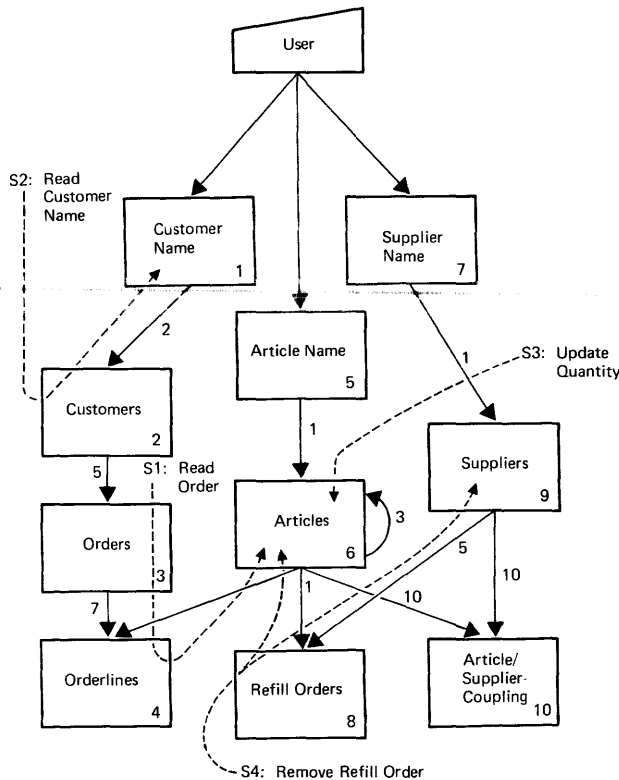 User
S2: Read
Customer
Name
Customer
Name
1
Supplier
Name
7
2
Article Name
5
1
S3: Update
Quantity
1
Customers
2
5
S1: Read
Order
Suppliers
9
Articles
6
3
Orders
3
5
10
7
1
10
Orderlines
4
Refill Orders
8
Article/
Supplier-
Coupling
10
S4: Remove Refill Order